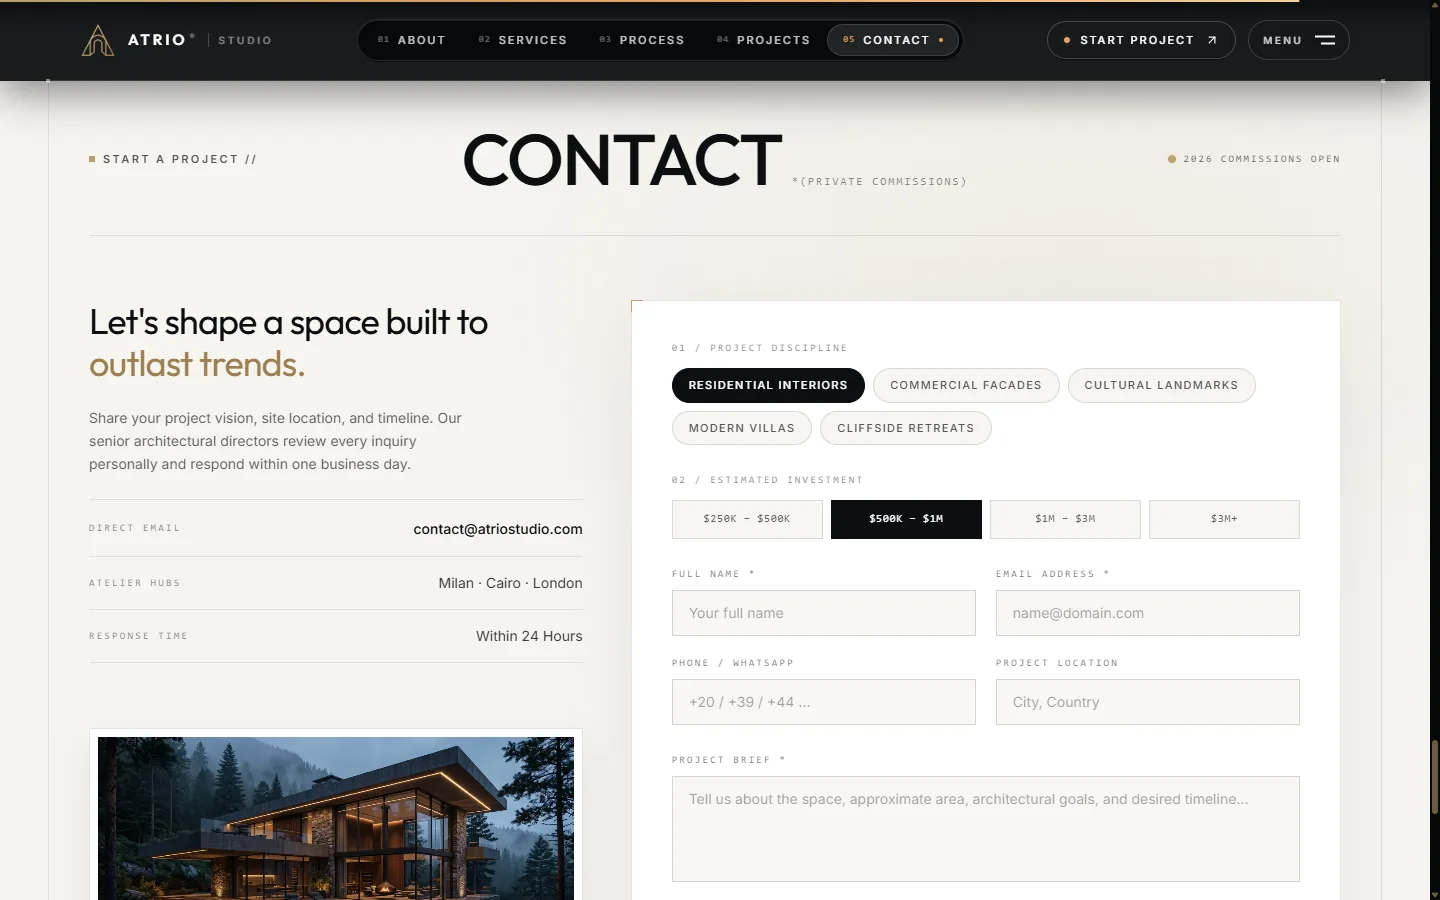 ATRIO° | STUDIO
01 ABOUT
02 SERVICES
03 PROCESS
04 PROJECTS
05 CONTACT
START PROJECT
MENU
START A PROJECT //
CONTACT
*(PRIVATE COMMISSIONS)
2026 COMMISSIONS OPEN
Let's shape a space built to
outlast trends.
Share your project vision, site location, and timeline. Our
senior architectural directors review every inquiry
personally and respond within one business day.
DIRECT EMAIL
contact@atriostudio.com
ATELIER HUBS
Milan · Cairo · London
RESPONSE TIME
Within 24 Hours
01 / PROJECT DISCIPLINE
RESIDENTIAL INTERIORS
COMMERCIAL FACADES
CULTURAL LANDMARKS
MODERN VILLAS
CLIFFSIDE RETREATS
02 / ESTIMATED INVESTMENT
$250K – $500K
$500K – $1M
$1M – $3M
$3M+
FULL NAME *
EMAIL ADDRESS *
Your full name
name@domain.com
PHONE / WHATSAPP
PROJECT LOCATION
+20 / +39 / +44 ...
City, Country
PROJECT BRIEF *
Tell us about the space, approximate area, architectural goals, and desired timeline...